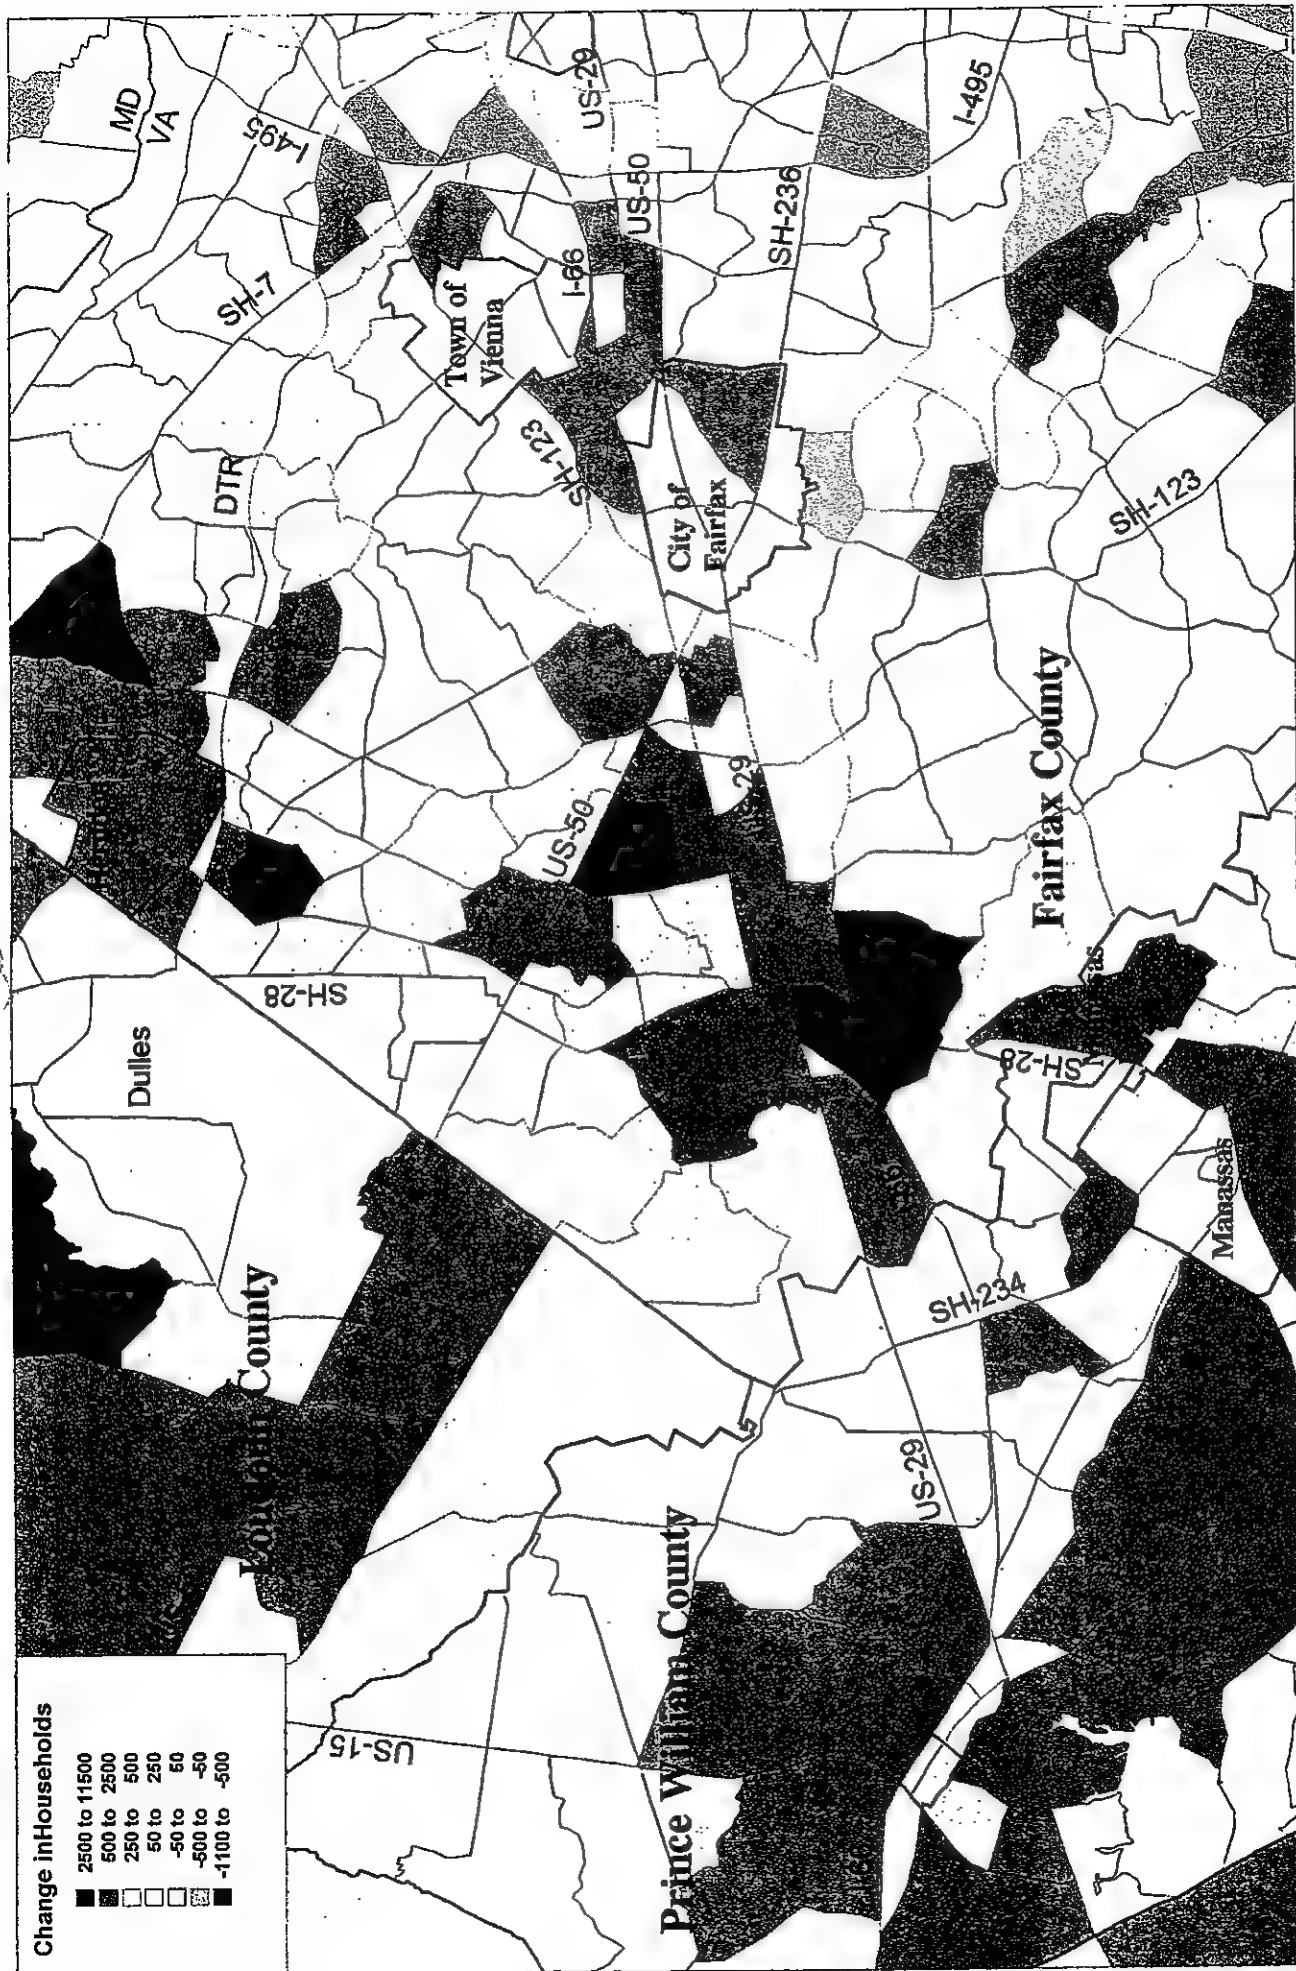 Change inHouseholds
2500 to 11500
500 to 2500
250 to 500
50 to 250
-50 to 50
-500 to -50
-1100 to -500
US-15
Prince William County
County
Dulles
SH-28
US-29
SH-234
Manassas
SH-28
US-50
29
Fairfax County
DTR
SH-123
City of
Fairfax
SH-123
Town of
Vienna
SH-7
I-66
US-50
SH-236
MD
VA
I-495
US-29
I-495